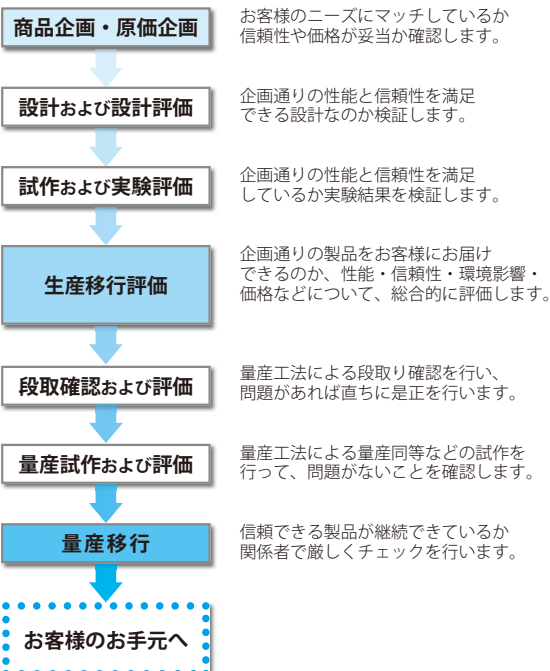 商品企画・原価企画
お客様のニーズにマッチしているか
信頼性や価格が妥当か確認します。
設計および設計評価
企画通りの性能と信頼性を満足
できる設計なのか検証します。
試作および実験評価
企画通りの性能と信頼性を満足
しているか実験結果を検証します。
生産移行評価
企画通りの製品をお客様にお届け
できるのか、性能・信頼性・環境影響・
価格などについて、総合的に評価します。
段取確認および評価
量産工法による段取り確認を行い、
問題があれば直ちに是正を行います。
量産試作および評価
量産工法による量産同等などの試作を
行って、問題がないことを確認します。
量産移行
信頼できる製品が継続できているか
関係者で厳しくチェックを行います。
お客様のお手元へ